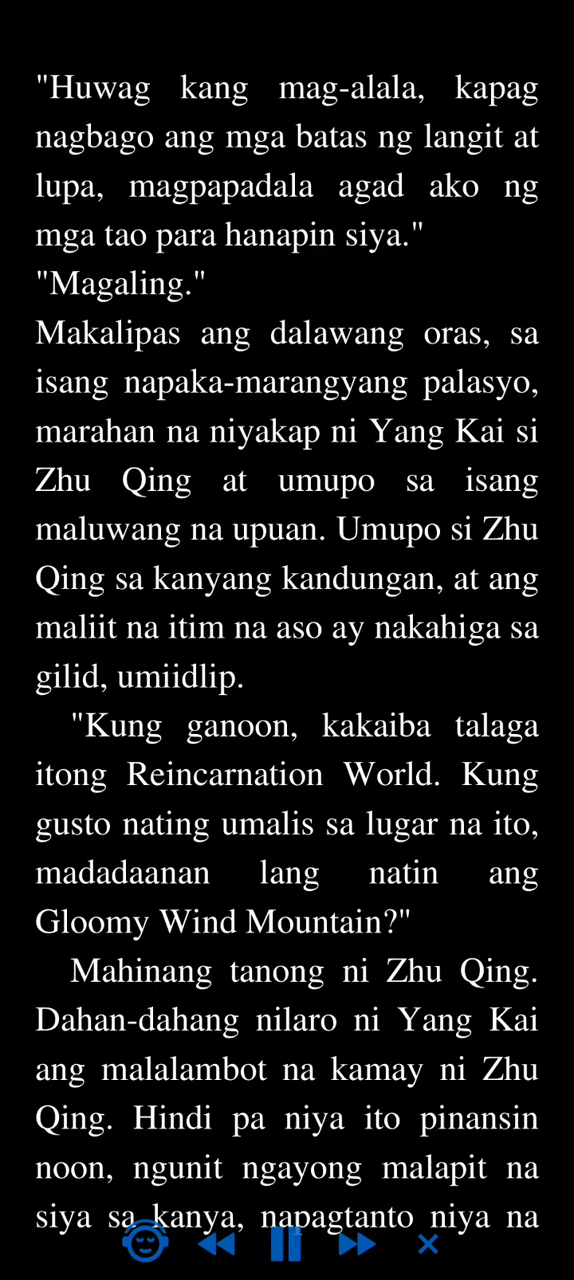 "Huwag kang mag-alala, kapag
nagbago ang mga batas ng langit at
lupa, magpapadala agad ako ng
mga tao para hanapin siya."
"Magaling."
Makalipas ang dalawang oras, sa
isang napaka-marangyang palasyo,
marahan na niyakap ni Yang Kai si
Zhu Qing at umupo sa isang
maluwang na upuan. Umupo si Zhu
Qing sa kanyang kandungan, at ang
maliit na itim na aso ay nakahiga sa
gilid, umiidlip.
"Kung ganoon, kakaiba talaga
itong Reincarnation World. Kung
gusto nating umalis sa lugar na ito,
madadaanan lang natin ang
Gloomy Wind Mountain?"
Mahinang tanong ni Zhu Qing.
Dahan-dahang nilaro ni Yang Kai
ang malalambot na kamay ni Zhu
Qing. Hindi pa niya ito pinansin
noon, ngunit ngayong malapit na
siya sa kanya, napagtanto niya na